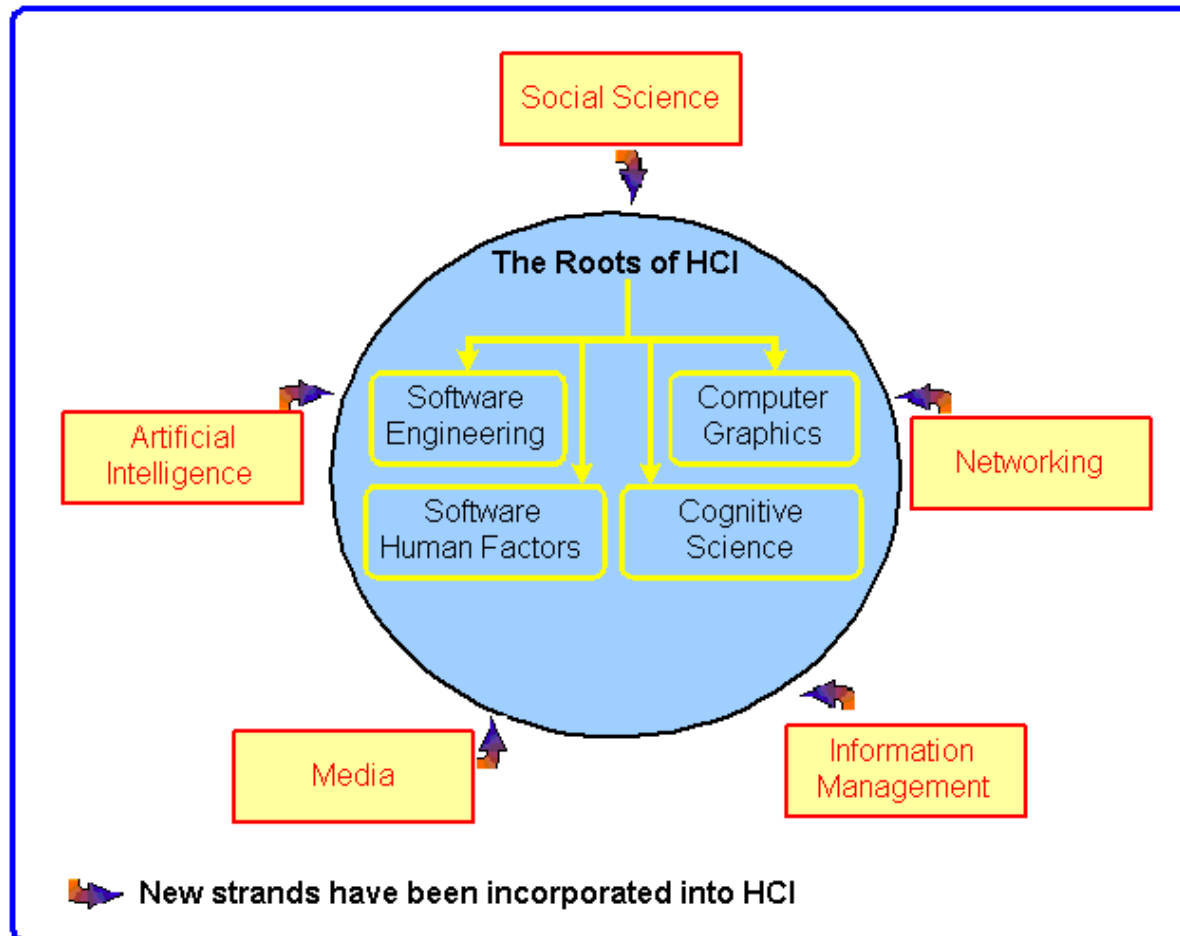 Social Science
The Roots of HCI
Software
Engineering
Computer
Graphics
Artificial
Intelligence
Networking
Software
Human Factors
Cognitive
Science
Media
Information
Management
New strands have been incorporated into HCI